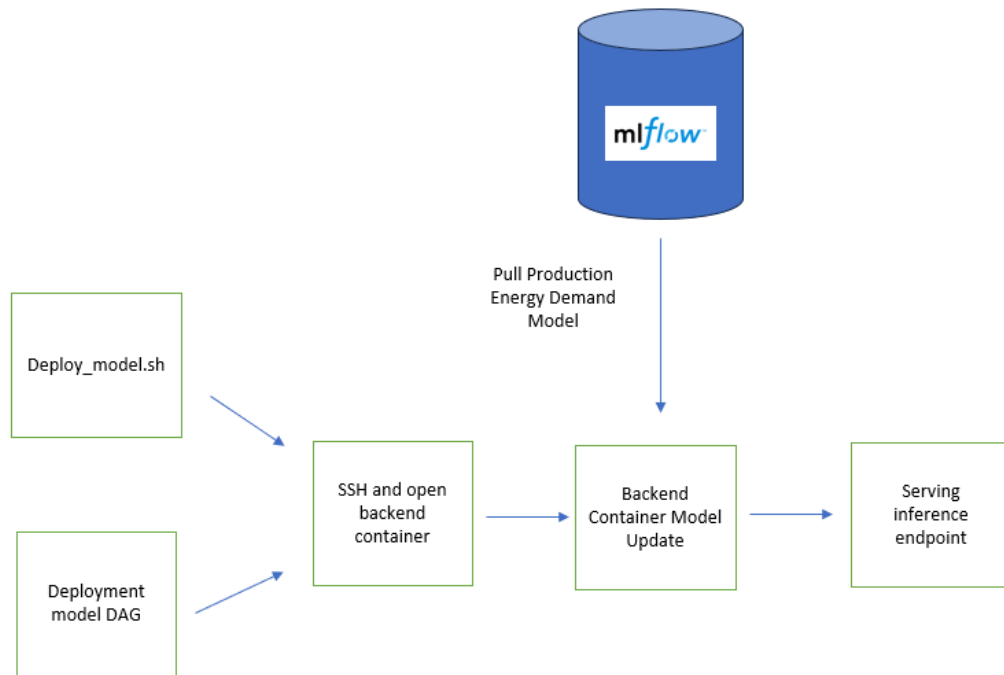 mlflow™
Pull Production
Energy Demand
Model
Deploy_model.sh
SSH and open
backend
container
Backend
Container Model
Update
Serving
inference
endpoint
Deployment
model DAG